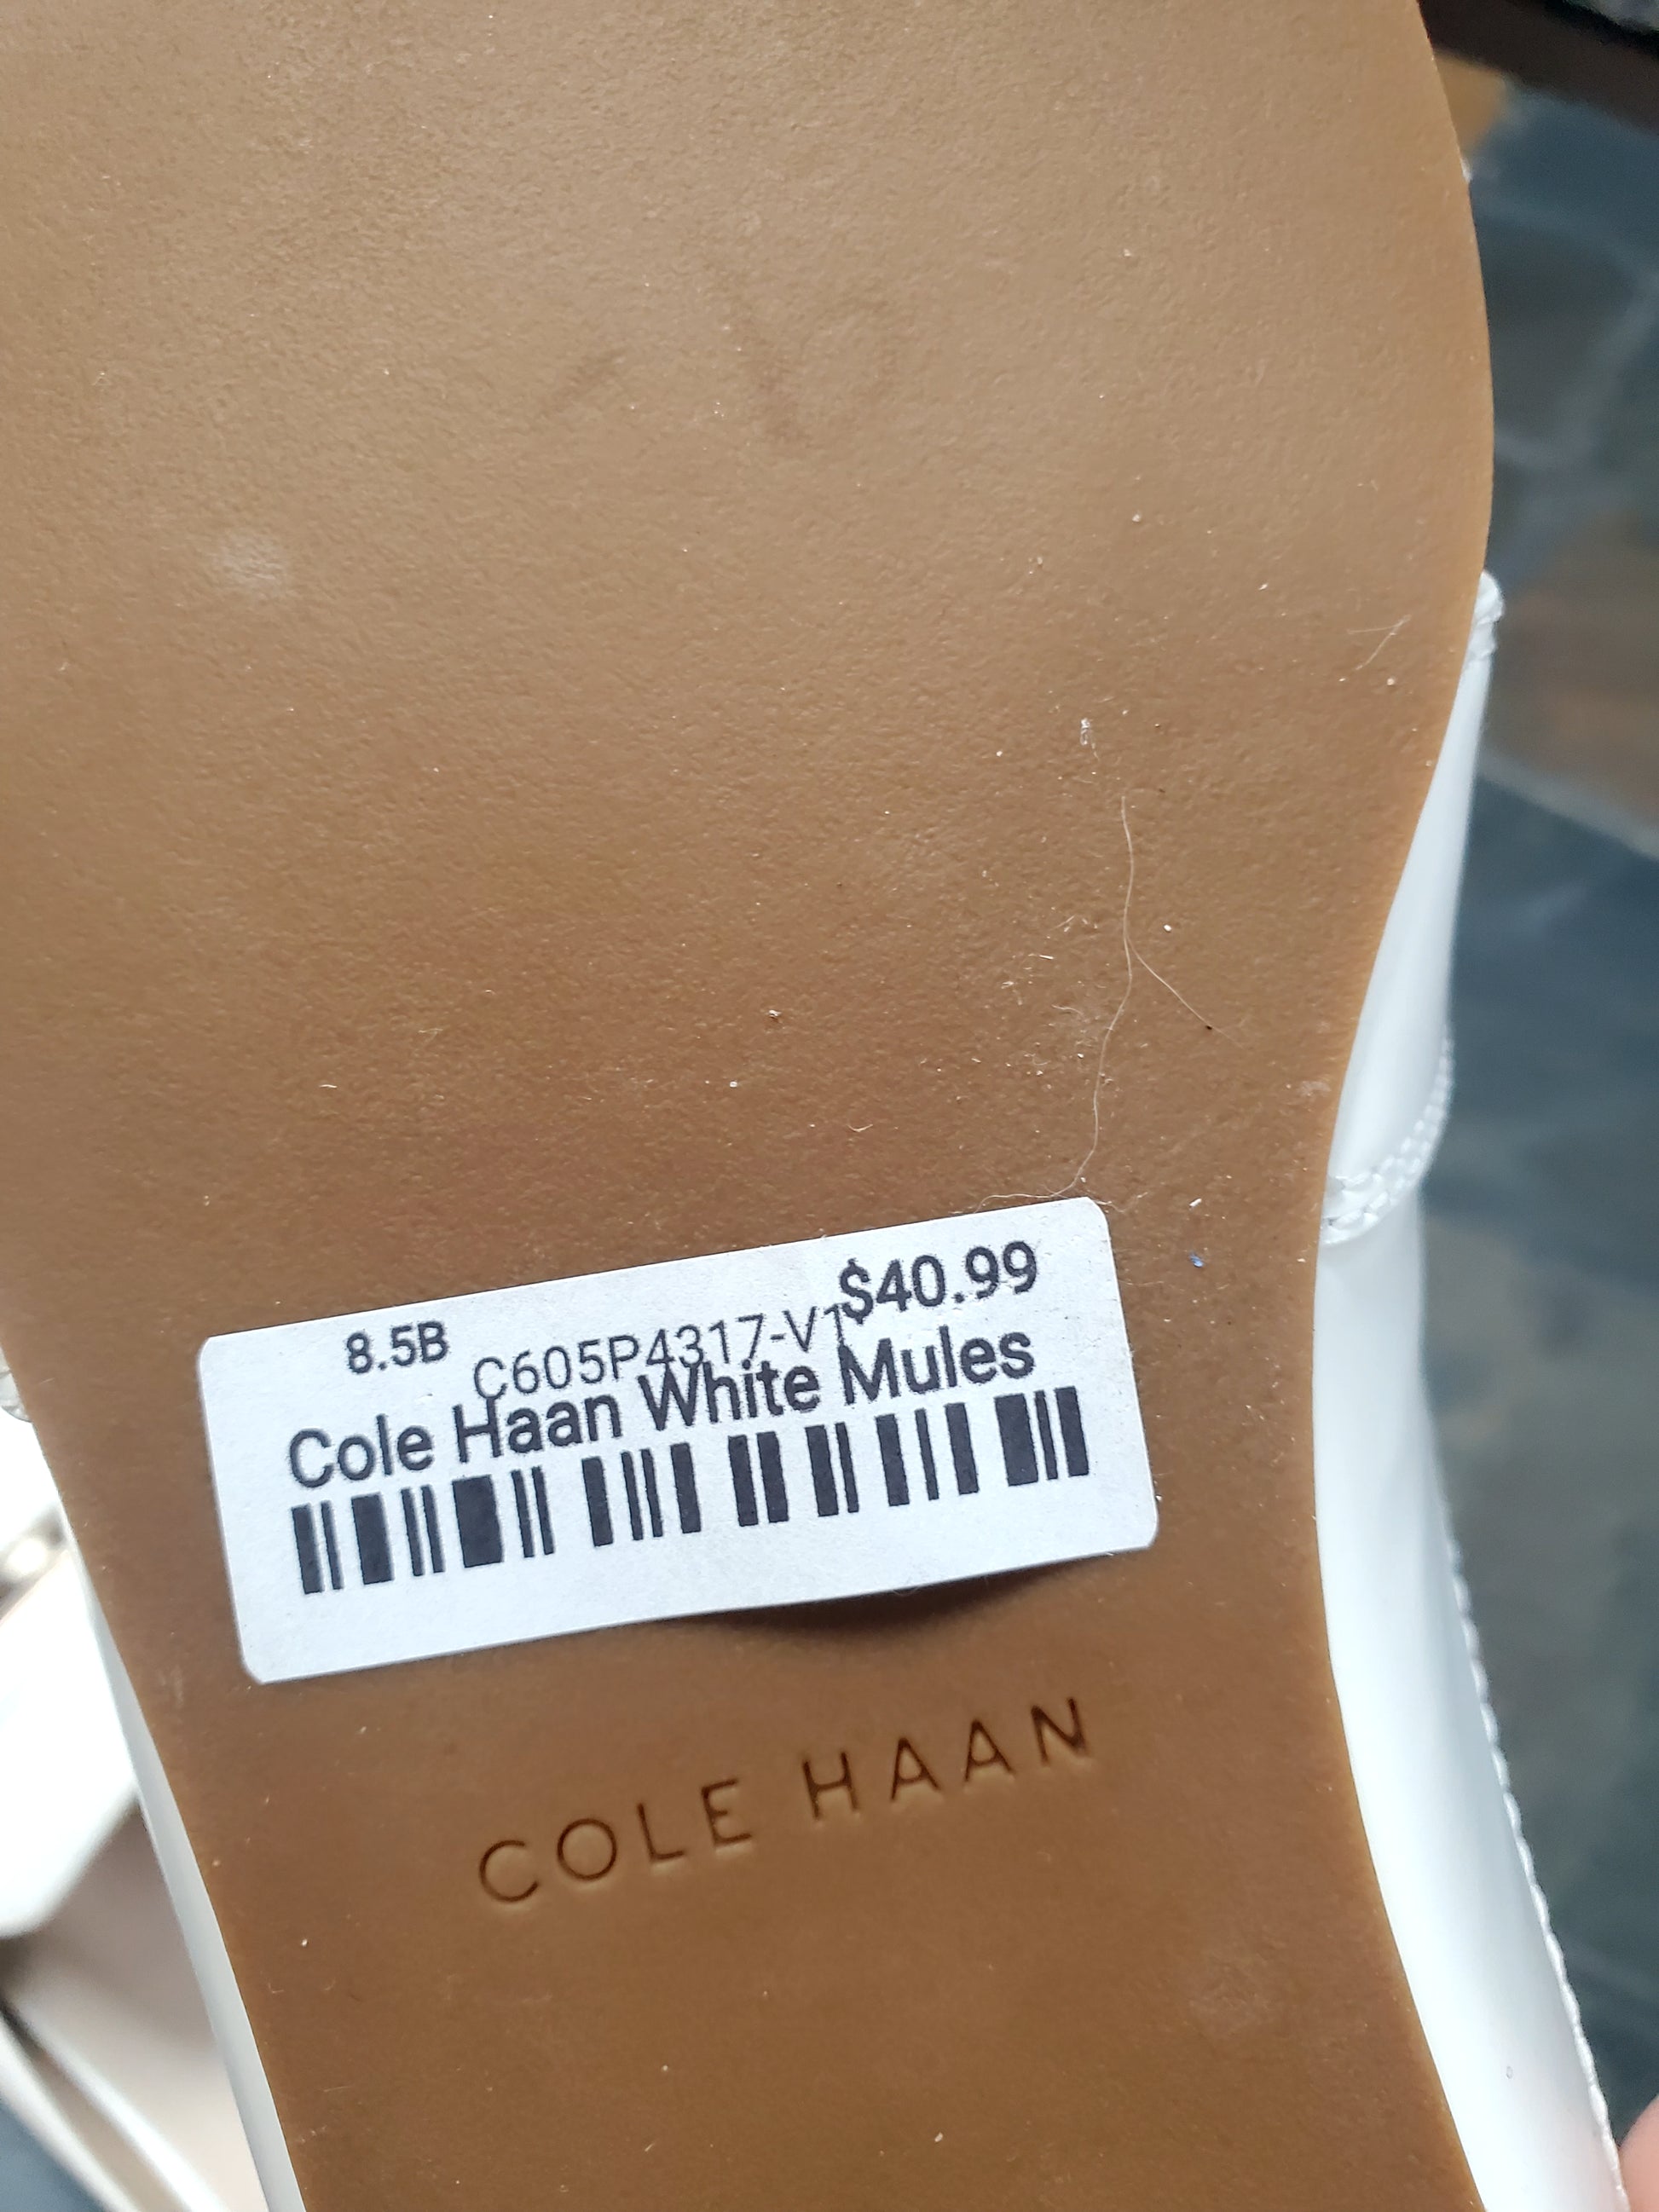 8.5B C605P4317-V1 $40.99
Cole Haan White Mules
COLE HAAN